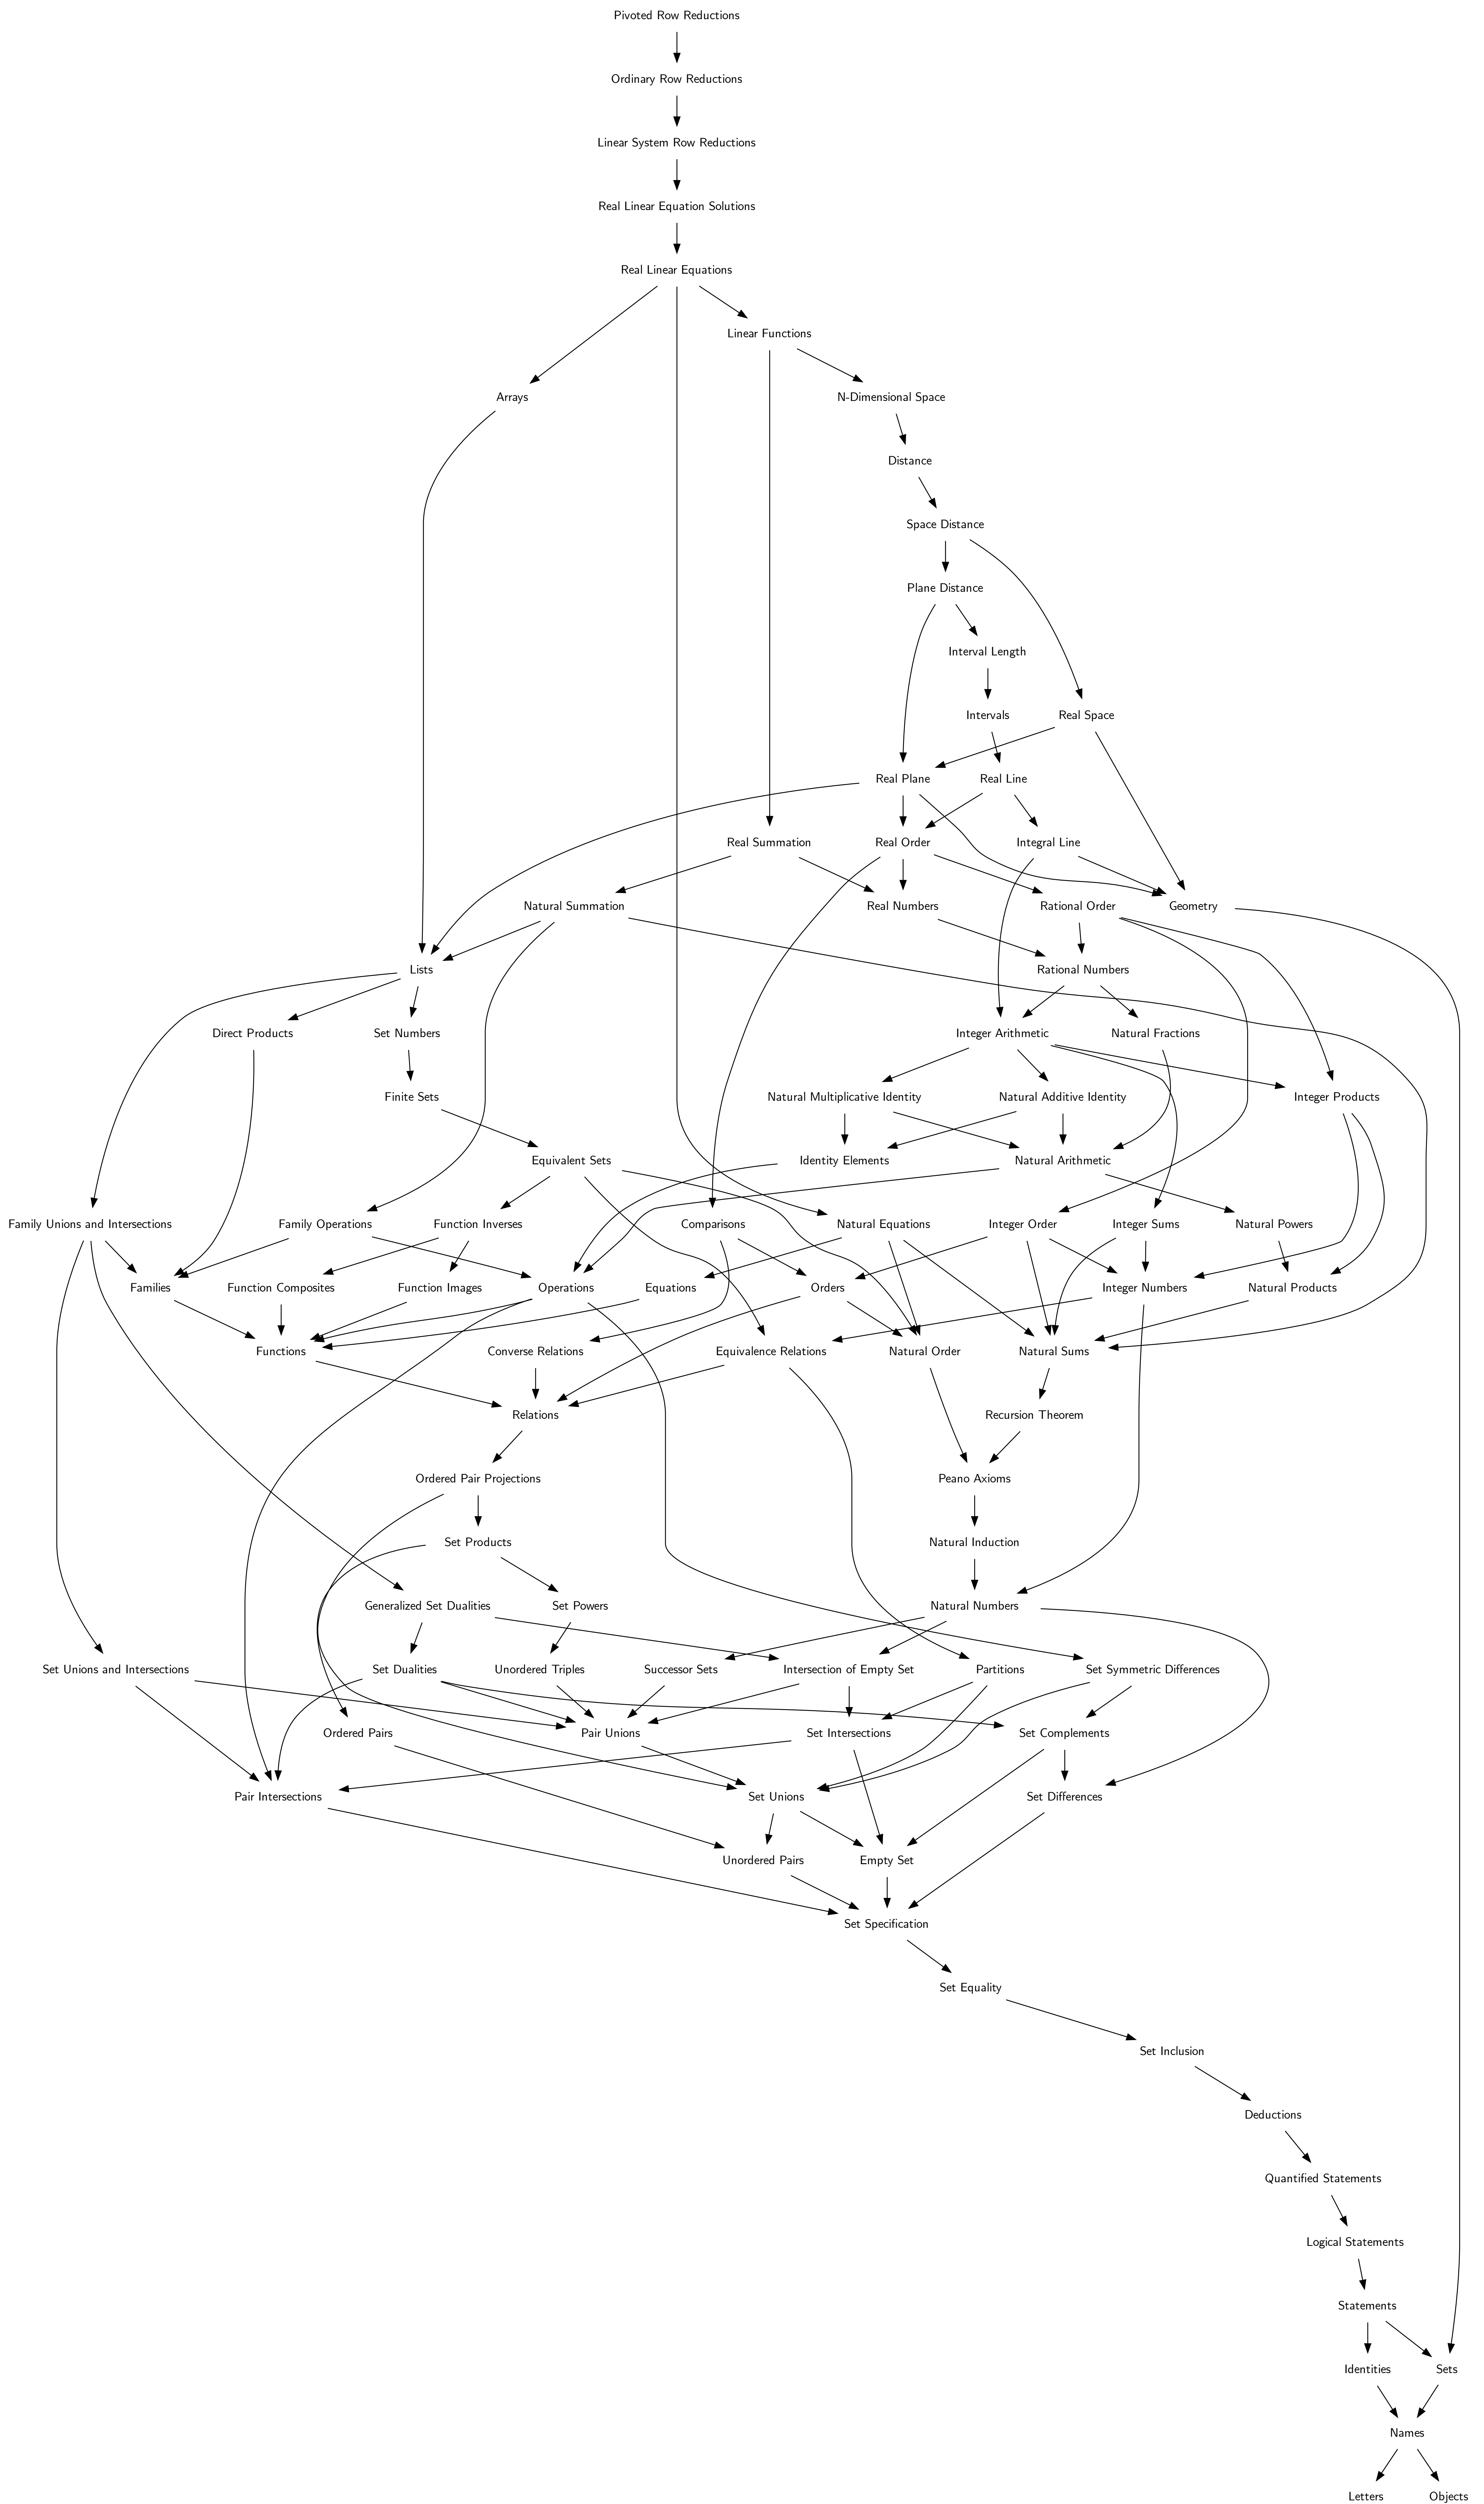 Pivoted Row Reductions
Ordinary Row Reductions
Linear System Row Reductions
Real Linear Equation Solutions
Real Linear Equations
Linear Functions
Arrays
N-Dimensional Space
Distance
Space Distance
Plane Distance
Interval Length
Intervals
Real Space
Real Plane
Real Line
Real Summation
Real Order
Integral Line
Natural Summation
Real Numbers
Rational Order
Geometry
Lists
Rational Numbers
Direct Products
Set Numbers
Integer Arithmetic
Natural Fractions
Finite Sets
Natural Multiplicative Identity
Natural Additive Identity
Integer Products
Equivalent Sets
Identity Elements
Natural Arithmetic
Family Unions and Intersections
Family Operations
Function Inverses
Comparisons
Natural Equations
Integer Order
Integer Sums
Natural Powers
Families
Function Composites
Function Images
Operations
Equations
Orders
Integer Numbers
Natural Products
Functions
Converse Relations
Equivalence Relations
Natural Order
Natural Sums
Relations
Recursion Theorem
Ordered Pair Projections
Peano Axioms
Set Products
Natural Induction
Generalized Set Dualities
Set Powers
Natural Numbers
Set Unions and Intersections
Set Dualities
Unordered Triples
Successor Sets
Intersection of Empty Set
Partitions
Set Symmetric Differences
Ordered Pairs
Pair Unions
Set Intersections
Set Complements
Pair Intersections
Set Unions
Set Differences
Unordered Pairs
Empty Set
Set Specification
Set Equality
Set Inclusion
Deductions
Quantified Statements
Logical Statements
Statements
Identities
Sets
Names
Letters
Objects